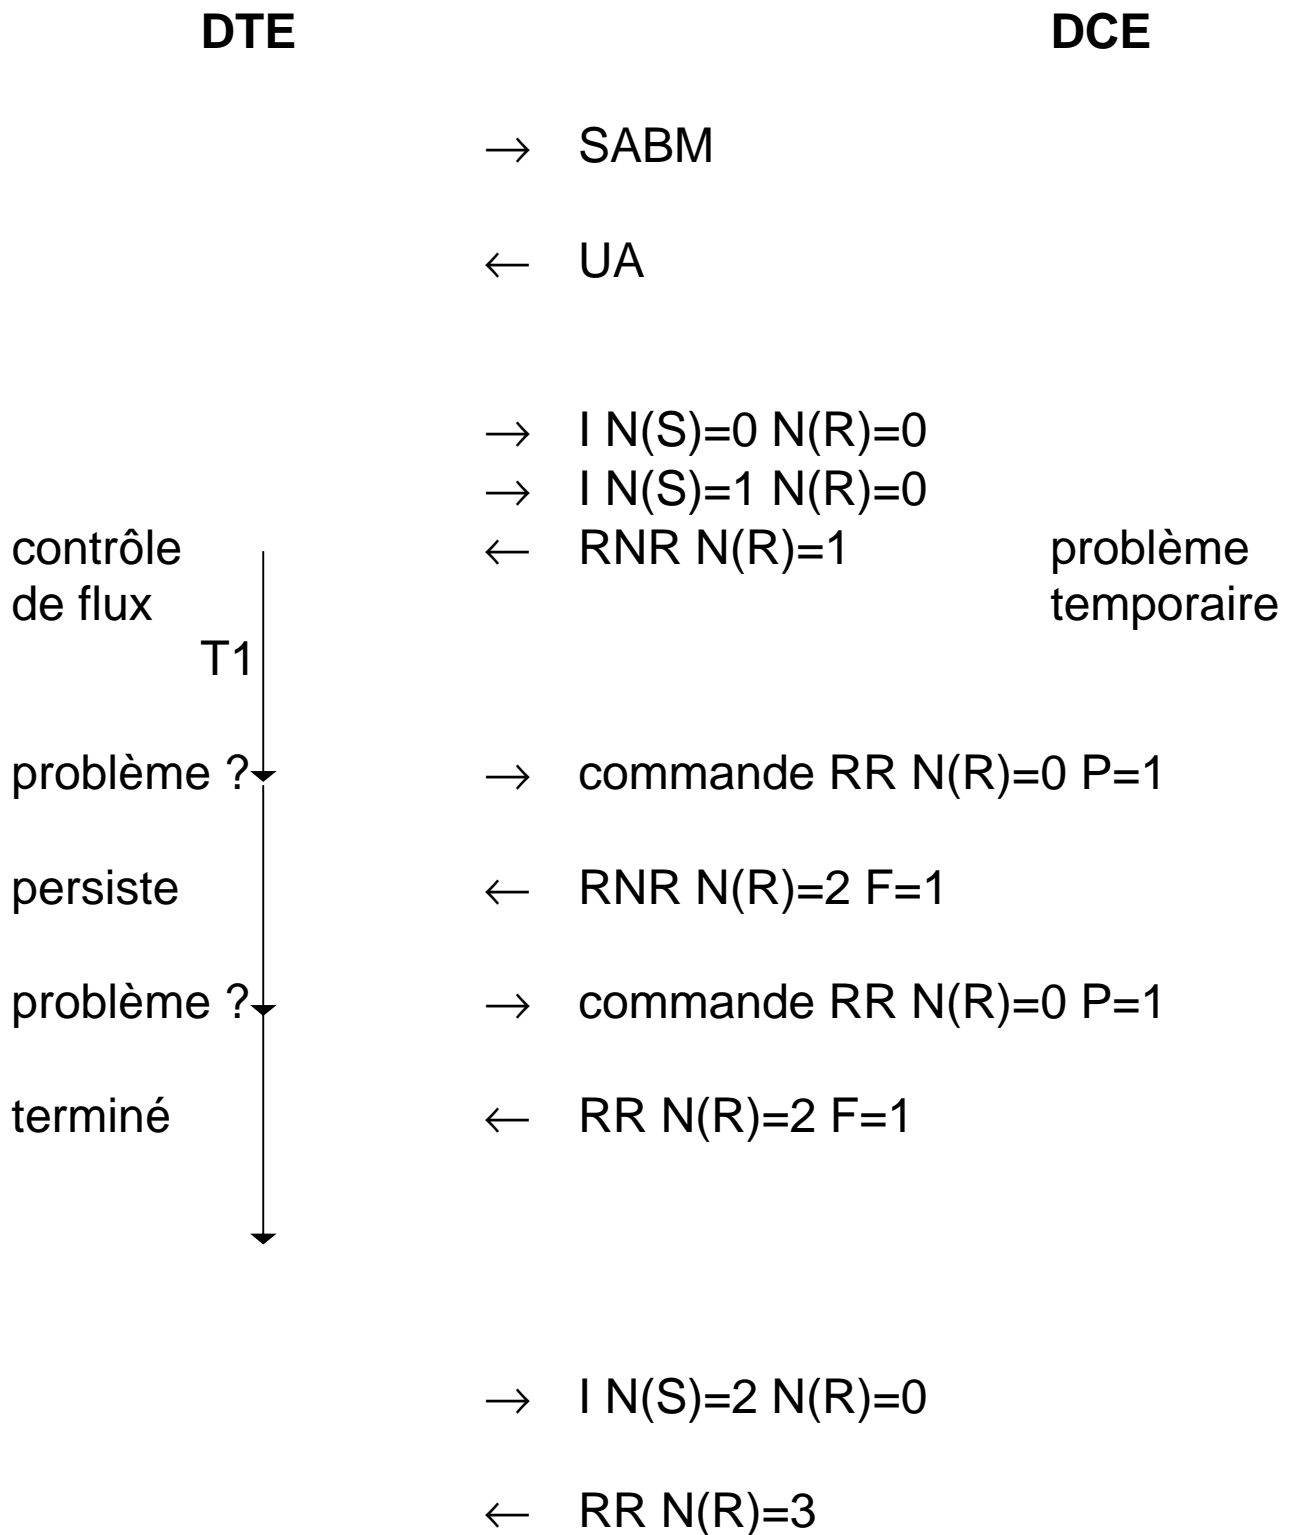 DTE DCE
→ SABM
← UA
→ I N(S)=0 N(R)=0
→ I N(S)=1 N(R)=0
contrôle ← RNR N(R)=1 problème
de flux temporaire
T1
problème ? → commande RR N(R)=0 P=1
persiste ← RNR N(R)=2 F=1
problème ? → commande RR N(R)=0 P=1
terminé ← RR N(R)=2 F=1
→ I N(S)=2 N(R)=0
← RR N(R)=3